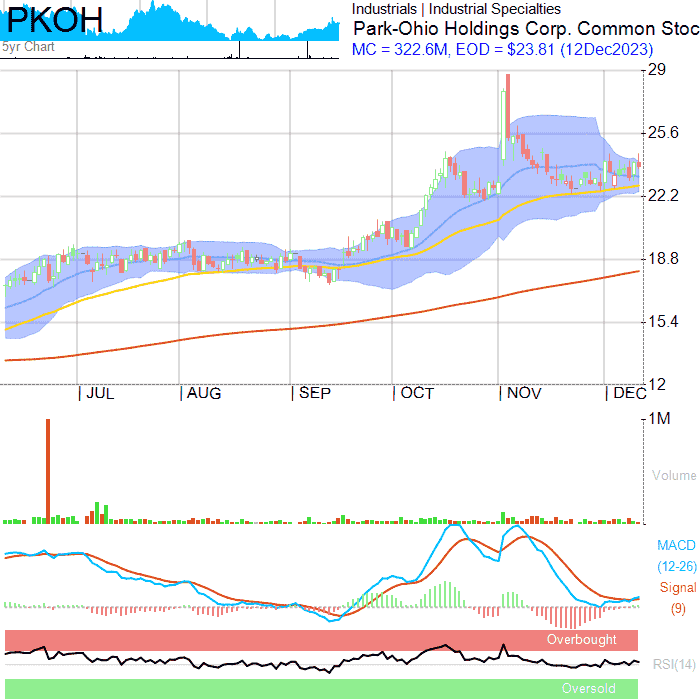 PKOH
5yr Chart
Industrials | Industrial Specialties
Park-Ohio Holdings Corp. Common Stoc
MC = 322.6M, EOD = $23.81 (12Dec2023)
29
25.6
22.2
18.8
15.4
12
JUL AUG SEP OCT NOV DEC
1M
Volume
MACD
(12-26)
Signal
(9)
Overbought
RSI(14)
Oversold